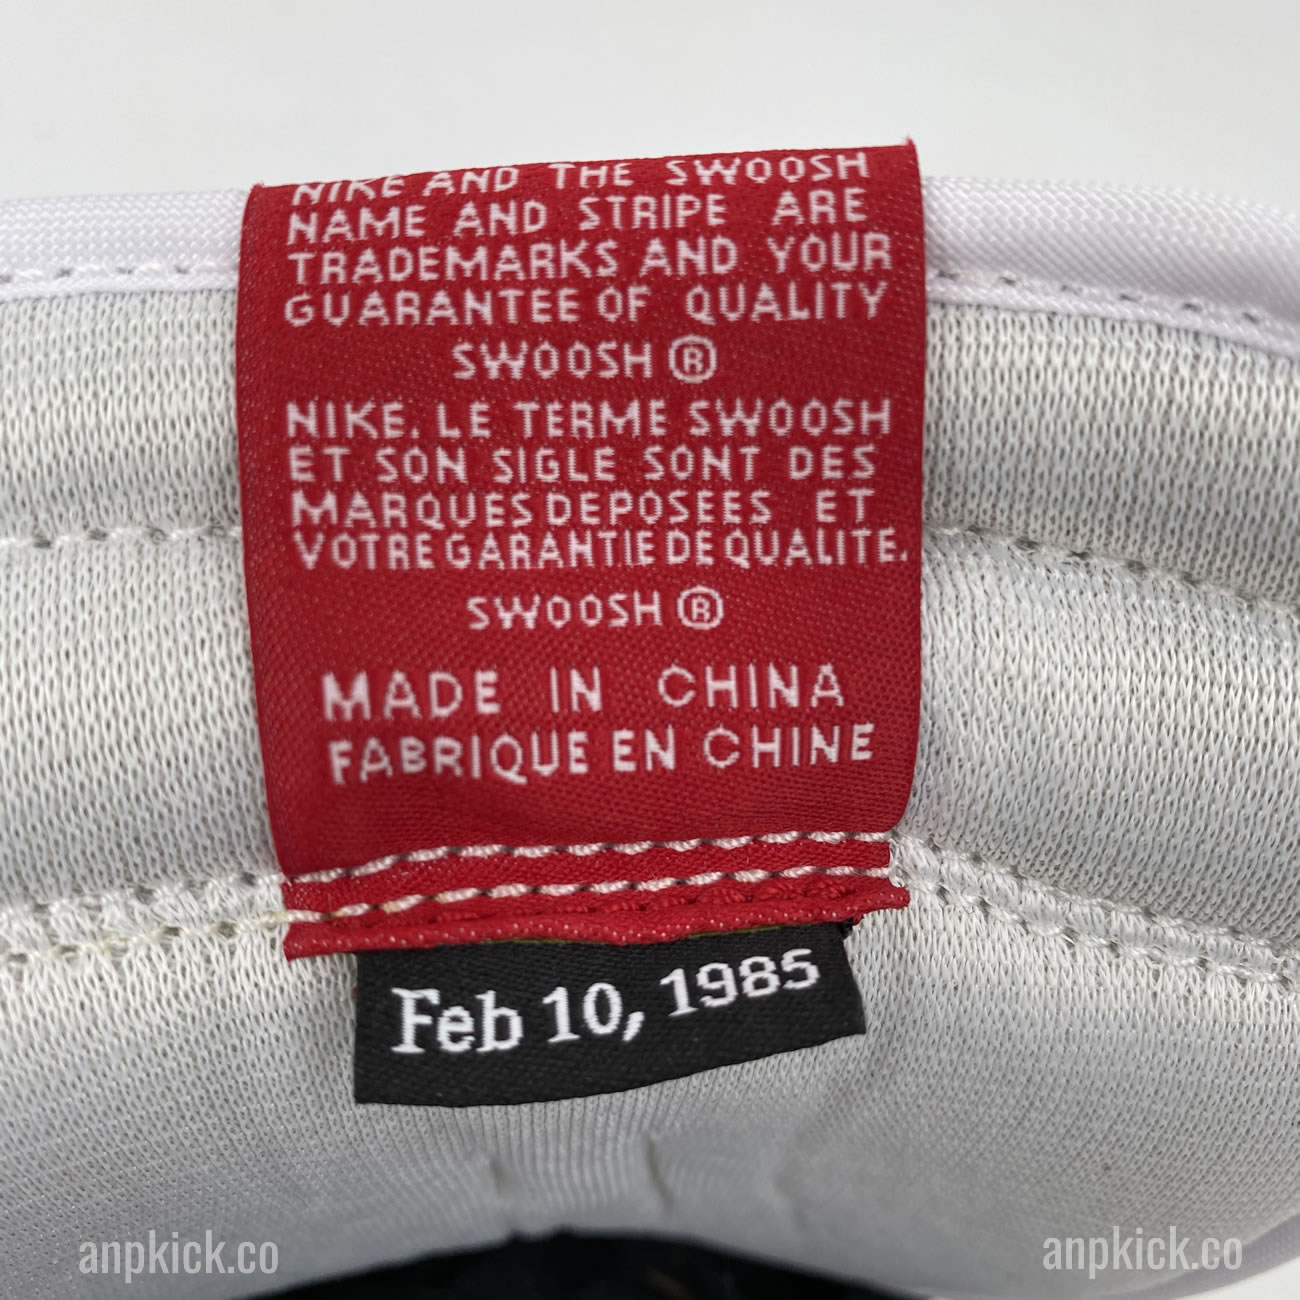 NIKE AND THE SWOOSH
NAME AND STRIPE ARE
TRADEMARKS AND YOUR
GUARANTEE OF QUALITY
SWOOSH ®
NIKE. LE TERME SWOOSH
ET SON SIGLE SONT DES
MARQUES DEPOSEES ET
VOTRE GARANTIE DE QUALITE.
SWOOSH ®
MADE IN CHINA
FABRIQUE EN CHINE
Feb 10, 1985
anpkick.co
anpkick.co